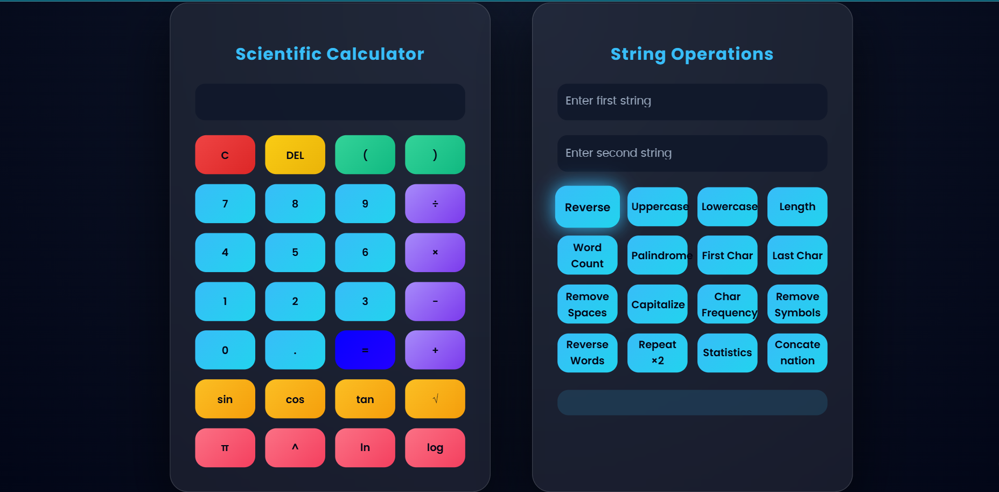 Scientific Calculator
C DEL ( )
7 8 9 ÷
4 5 6 ×
1 2 3 −
0 . = +
sin cos tan √
π ^ ln log
String Operations
Enter first string
Enter second string
Reverse Uppercase Lowercase Length
Word
Count
Palindrome First Char Last Char
Remove
Spaces
Capitalize
Char
Frequency
Remove
Symbols
Reverse
Words
Repeat
×2
Statistics
Concate
nation